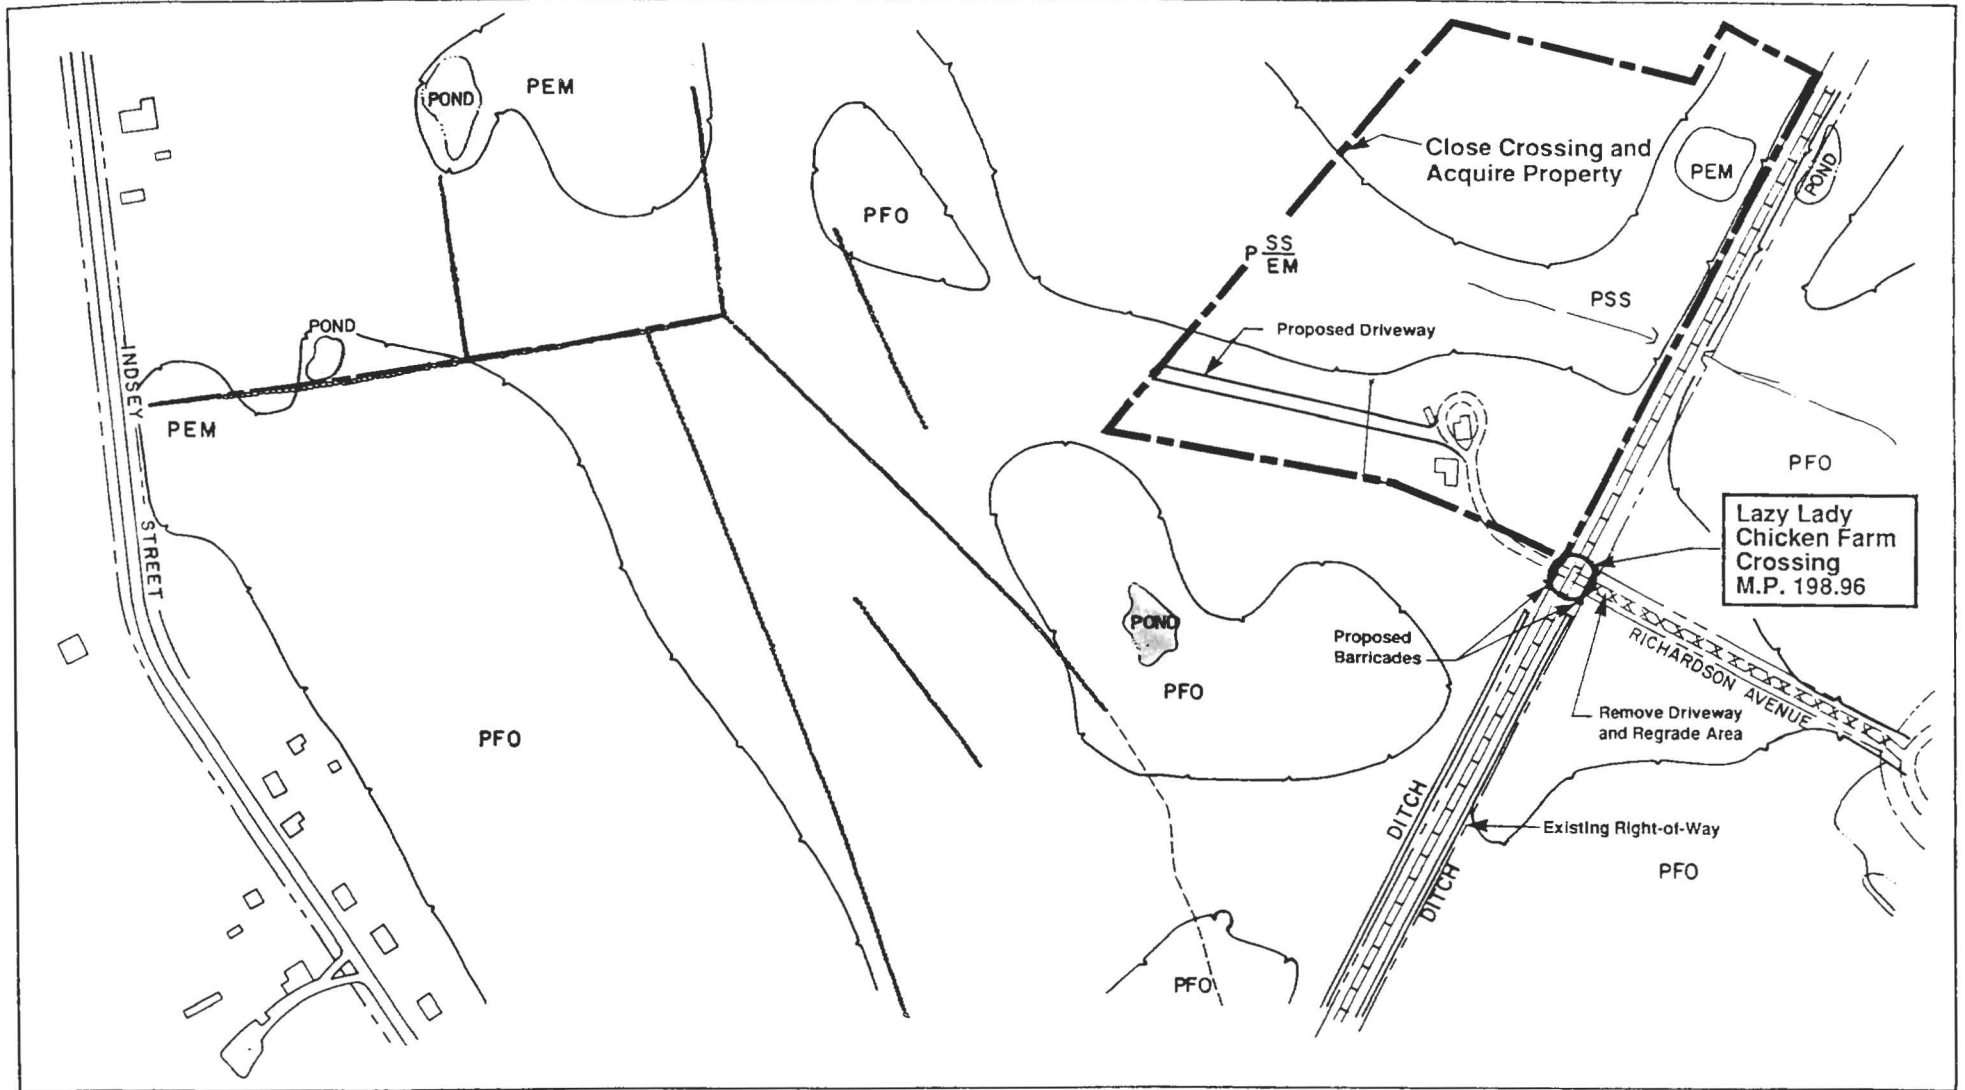 POND
PEM
Close Crossing and
Acquire Property
PEM
POND
PFO
P SS
EM
PSS
POND
Proposed Driveway
INDSEY
STREET
PEM
PFO
Lazy Lady
Chicken Farm
Crossing
M.P. 198.96
POND
PFO
Proposed
Barricades
RICHARDSON AVENUE
Remove Driveway
and Regrade Area
PFO
DITCH
Existing Right-of-Way
DITCH
PFO
PFO